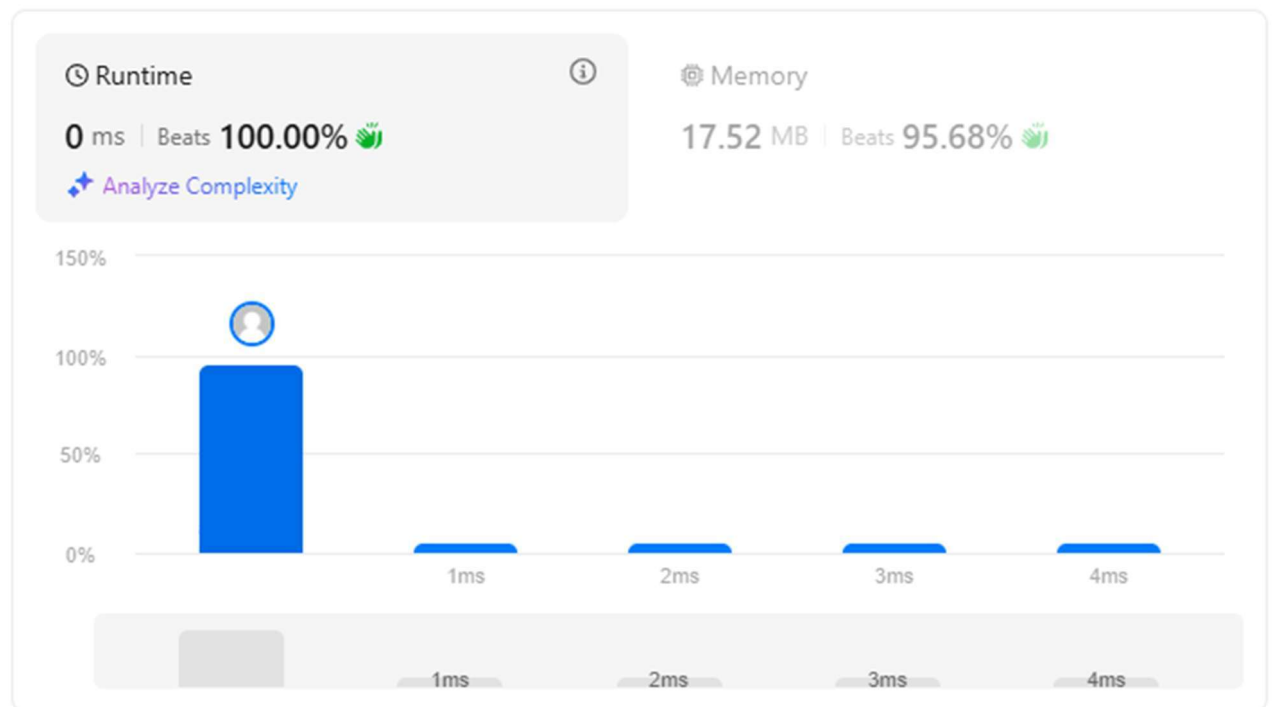 Runtime
0 ms | Beats 100.00%
Analyze Complexity
Memory
17.52 MB | Beats 95.68%
150%
100%
50%
0%
1ms 2ms 3ms 4ms
1ms 2ms 3ms 4ms